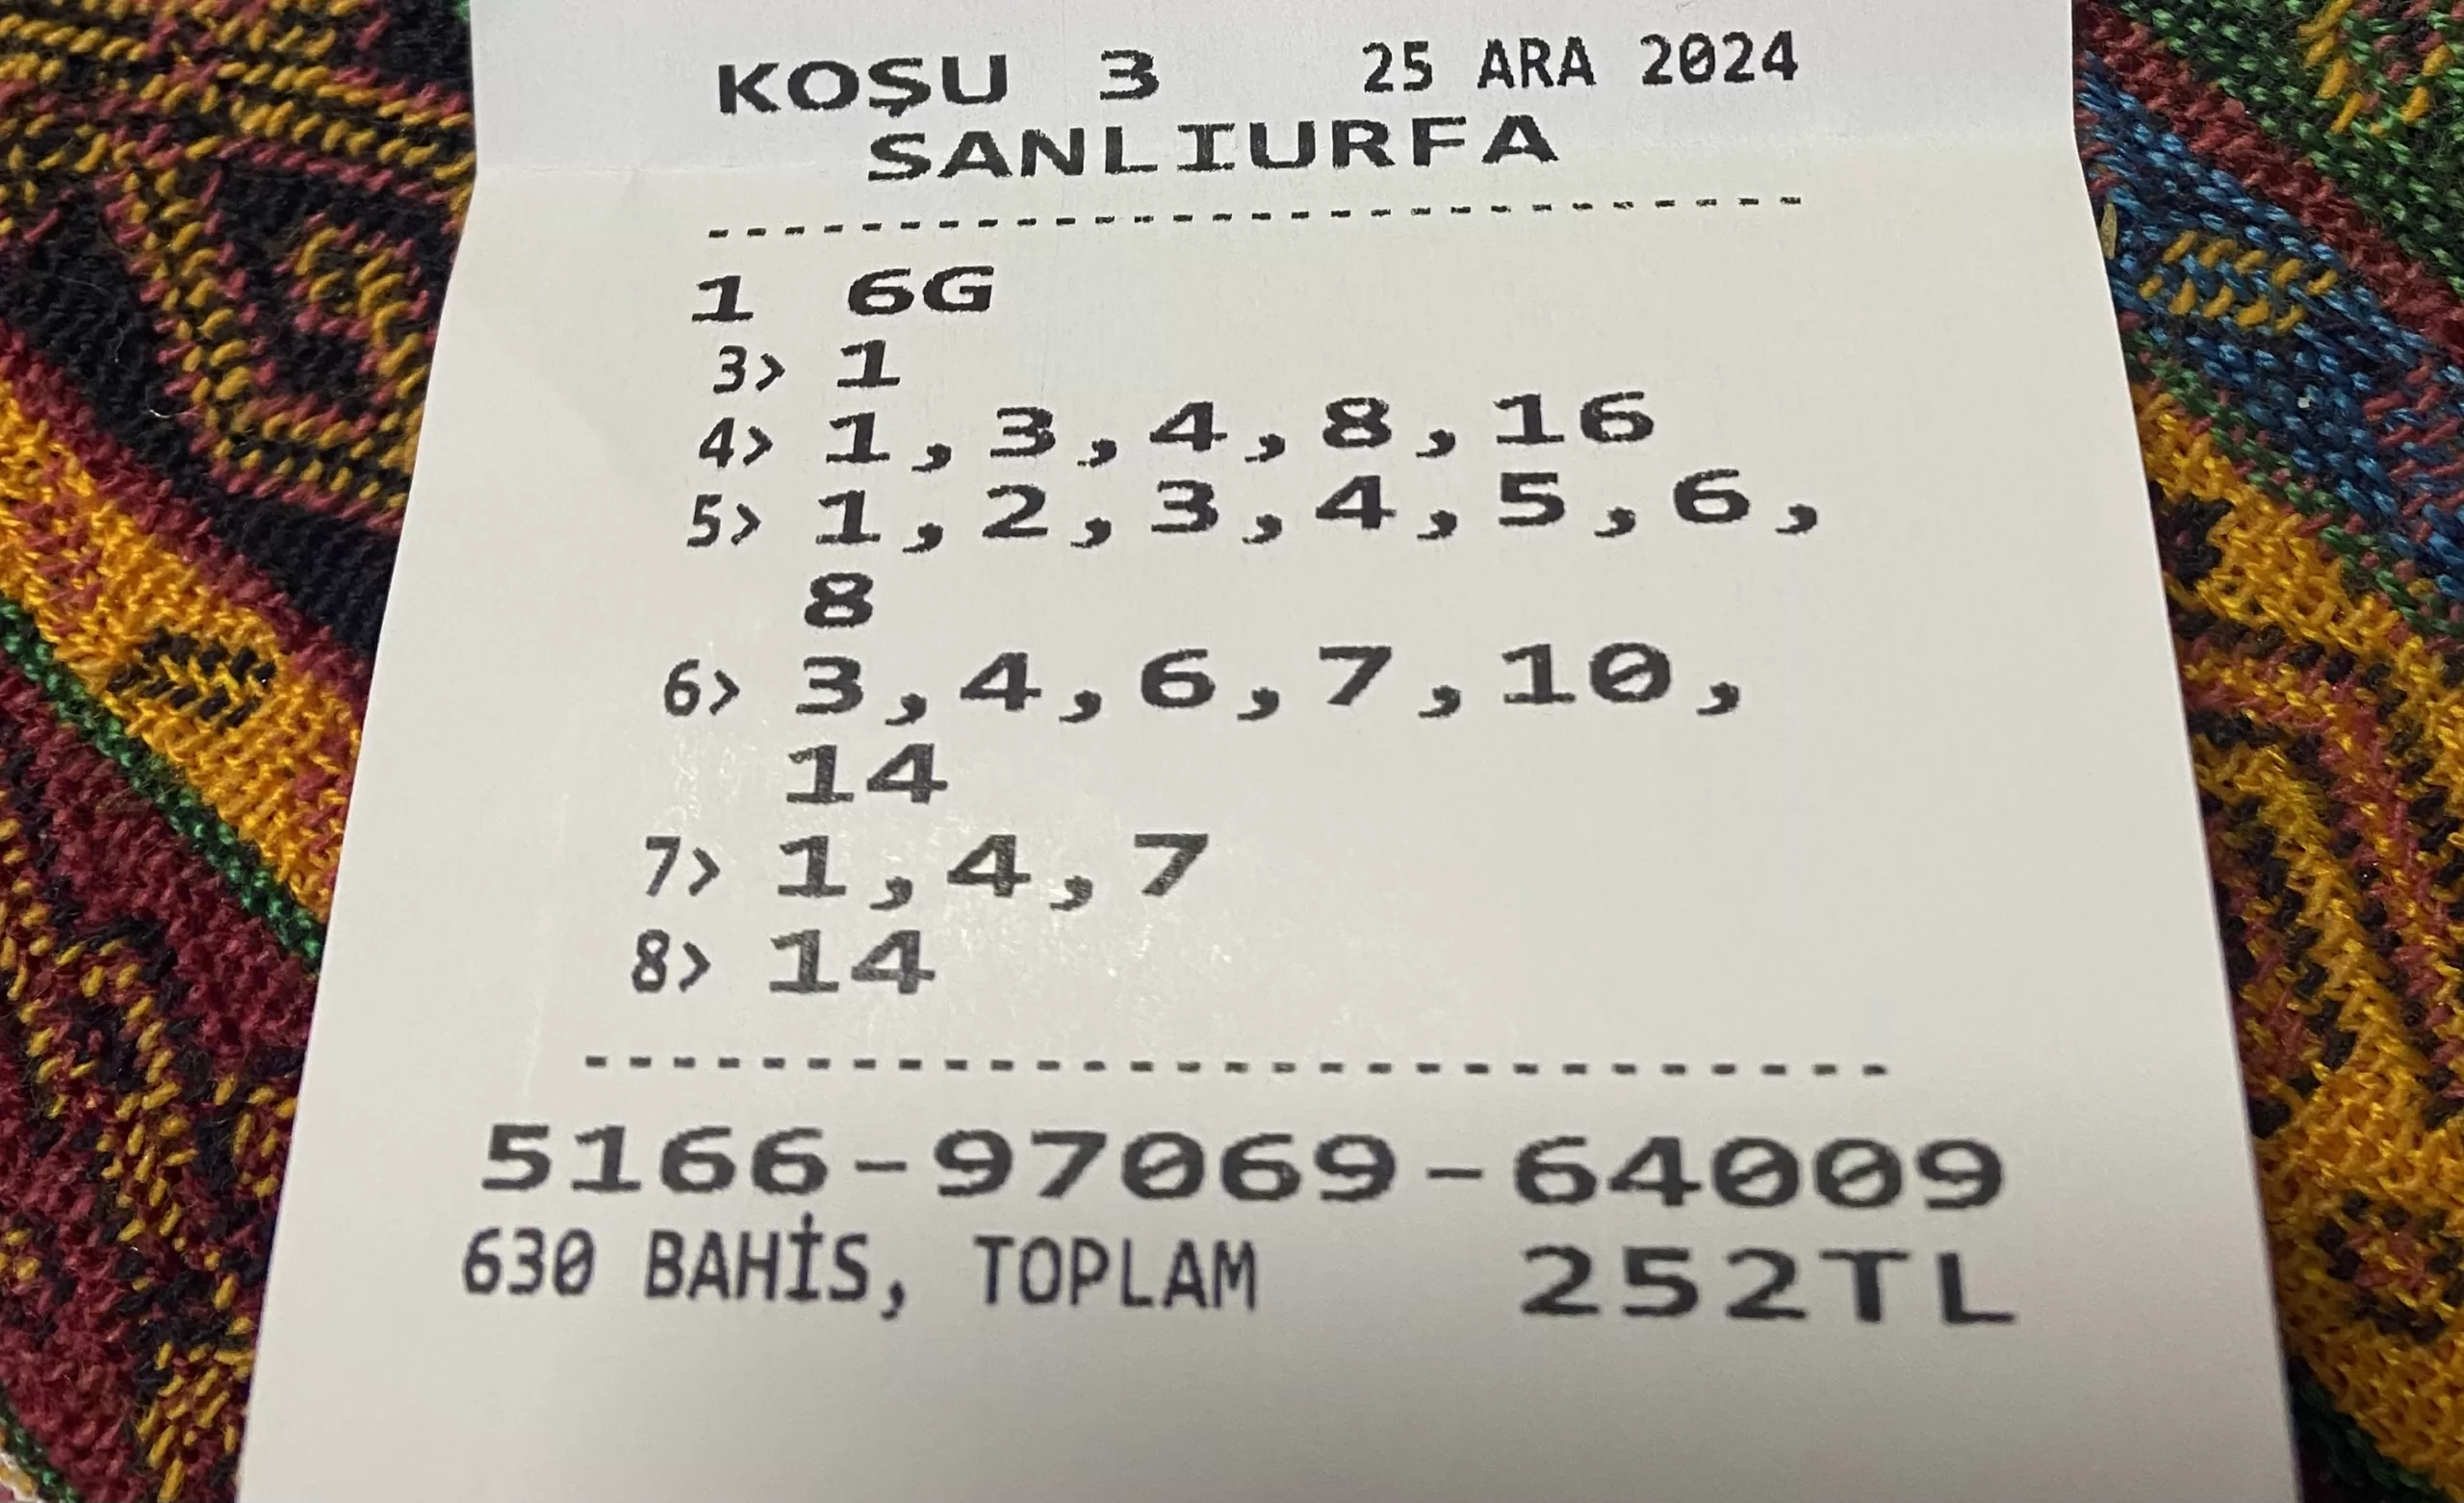 KOŞU 3 25 ARA 2024
SANLIURFA
--------------------
1 6G
3> 1
4> 1,3,4,8,16
5> 1,2,3,4,5,6,
8
6> 3,4,6,7,10,
14
7> 1,4,7
8> 14
--------------------
5166-97069-64009
630 BAHİS, TOPLAM 252TL